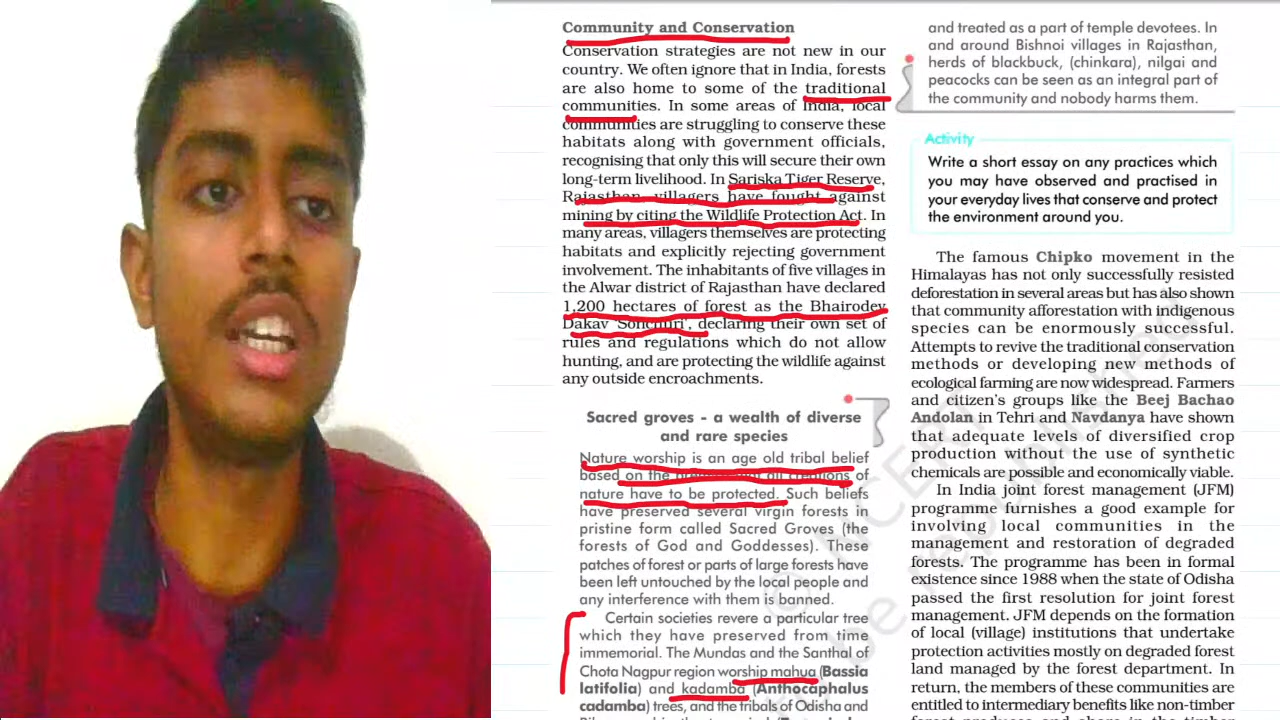 Community and Conservation
Conservation strategies are not new in our
country. We often ignore that in India, forests
are also home to some of the traditional
communities. In some areas of India, local
communities are struggling to conserve these
habitats along with government officials,
recognising that only this will secure their own
long-term livelihood. In Sariska Tiger Reserve,
Rajasthan, villagers have fought against
mining by citing the Wildlife Protection Act. In
many areas, villagers themselves are protecting
habitats and explicitly rejecting government
involvement. The inhabitants of five villages in
the Alwar district of Rajasthan have declared
1,200 hectares of forest as the Bhairodev
Dakav 'Sonchuri', declaring their own set of
rules and regulations which do not allow
hunting, and are protecting the wildlife against
any outside encroachments.
Sacred groves - a wealth of diverse
and rare species
Nature worship is an age old tribal belief
based on the all creations of
nature have to be protected. Such beliefs
have preserved several virgin forests in
pristine form called Sacred Groves (the
forests of God and Goddesses). These
patches of forest or parts of large forests have
been left untouched by the local people and
any interference with them is banned.
Certain societies revere a particular tree
which they have preserved from time
immemorial. The Mundas and the Santhal of
Chota Nagpur region worship mahua (Bassia
latifolia) and kadamba (Anthocaphalus
cadamba) trees, and the tribals of Odisha and
and treated as a part of temple devotees. In
and around Bishnoi villages in Rajasthan,
herds of blackbuck, (chinkara), nilgai and
peacocks can be seen as an integral part of
the community and nobody harms them.
Activity
Write a short essay on any practices which
you may have observed and practised in
your everyday lives that conserve and protect
the environment around you.
The famous Chipko movement in the
Himalayas has not only successfully resisted
deforestation in several areas but has also shown
that community afforestation with indigenous
species can be enormously successful.
Attempts to revive the traditional conservation
methods or developing new methods of
ecological farming are now widespread. Farmers
and citizen's groups like the Beej Bachao
Andolan in Tehri and Navdanya have shown
that adequate levels of diversified crop
production without the use of synthetic
chemicals are possible and economically viable.
In India joint forest management (JFM)
programme furnishes a good example for
involving local communities in the
management and restoration of degraded
forests. The programme has been in formal
existence since 1988 when the state of Odisha
passed the first resolution for joint forest
management. JFM depends on the formation
of local (village) institutions that undertake
protection activities mostly on degraded forest
land managed by the forest department. In
return, the members of these communities are
entitled to intermediary benefits like non-timber
© NCERT
be republished